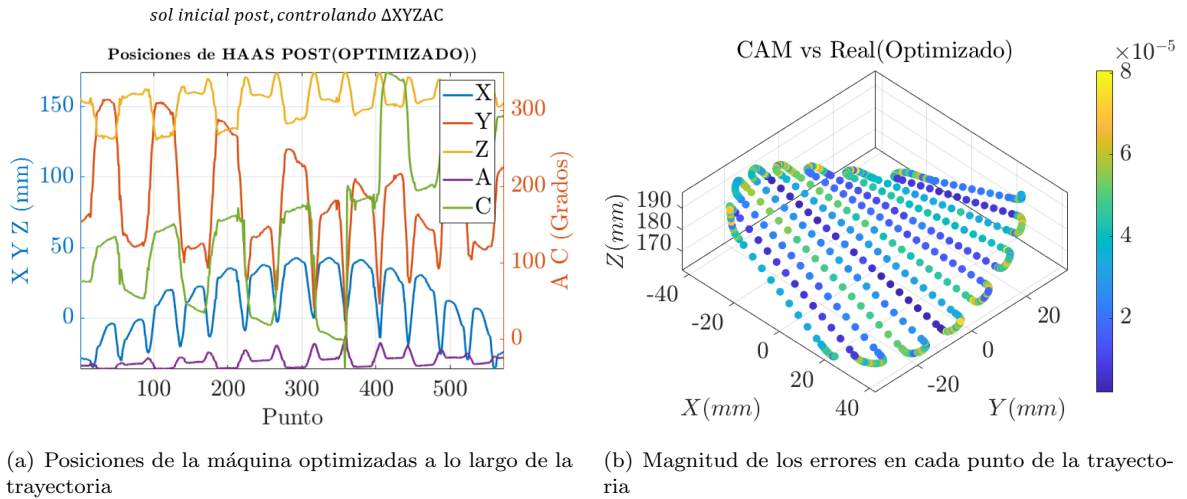 sol inicial post, controlando ΔXYZAC
Posiciones de HAAS POST(OPTIMIZADO))
X Y Z (mm)
150
100
50
0
300
200
100
0
A C (Grados)
X
Y
Z
A
C
100 200 300 400 500
Punto
(a) Posiciones de la máquina optimizadas a lo largo de la
trayectoria
CAM vs Real(Optimizado)
×10⁻⁵
8
6
4
2
Z(mm)
190
180
170
-40
-20
0
20
40
X(mm)
20
0
-20
Y(mm)
(b) Magnitud de los errores en cada punto de la trayecto-
ria